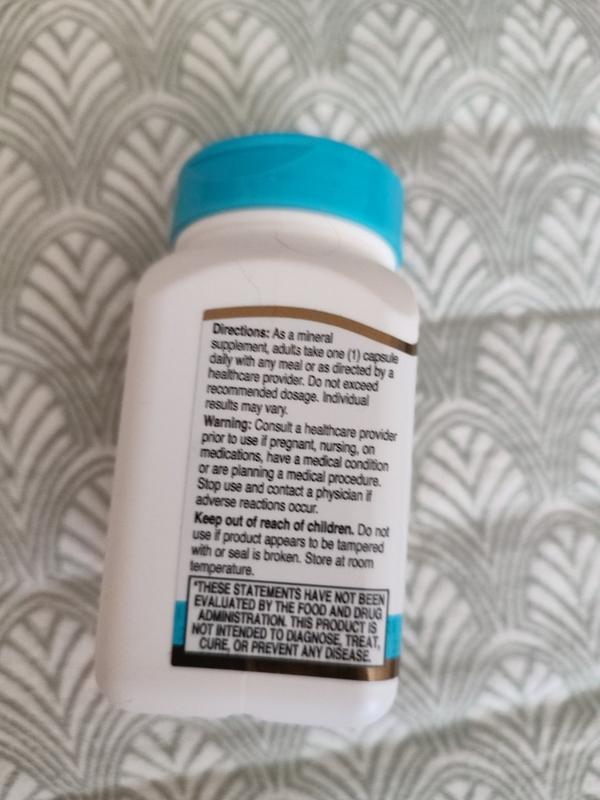 Directions: As a mineral
supplement, adults take one (1) capsule
daily with any meal or as directed by a
healthcare provider. Do not exceed
recommended dosage. Individual
results may vary.
Warning: Consult a healthcare provider
prior to use if pregnant, nursing, on
medications, have a medical condition
or are planning a medical procedure.
Stop use and contact a physician if
adverse reactions occur.
Keep out of reach of children. Do not
use if product appears to be tampered
with or seal is broken. Store at room
temperature.
*THESE STATEMENTS HAVE NOT BEEN
EVALUATED BY THE FOOD AND DRUG
ADMINISTRATION. THIS PRODUCT IS
NOT INTENDED TO DIAGNOSE, TREAT,
CURE, OR PREVENT ANY DISEASE.